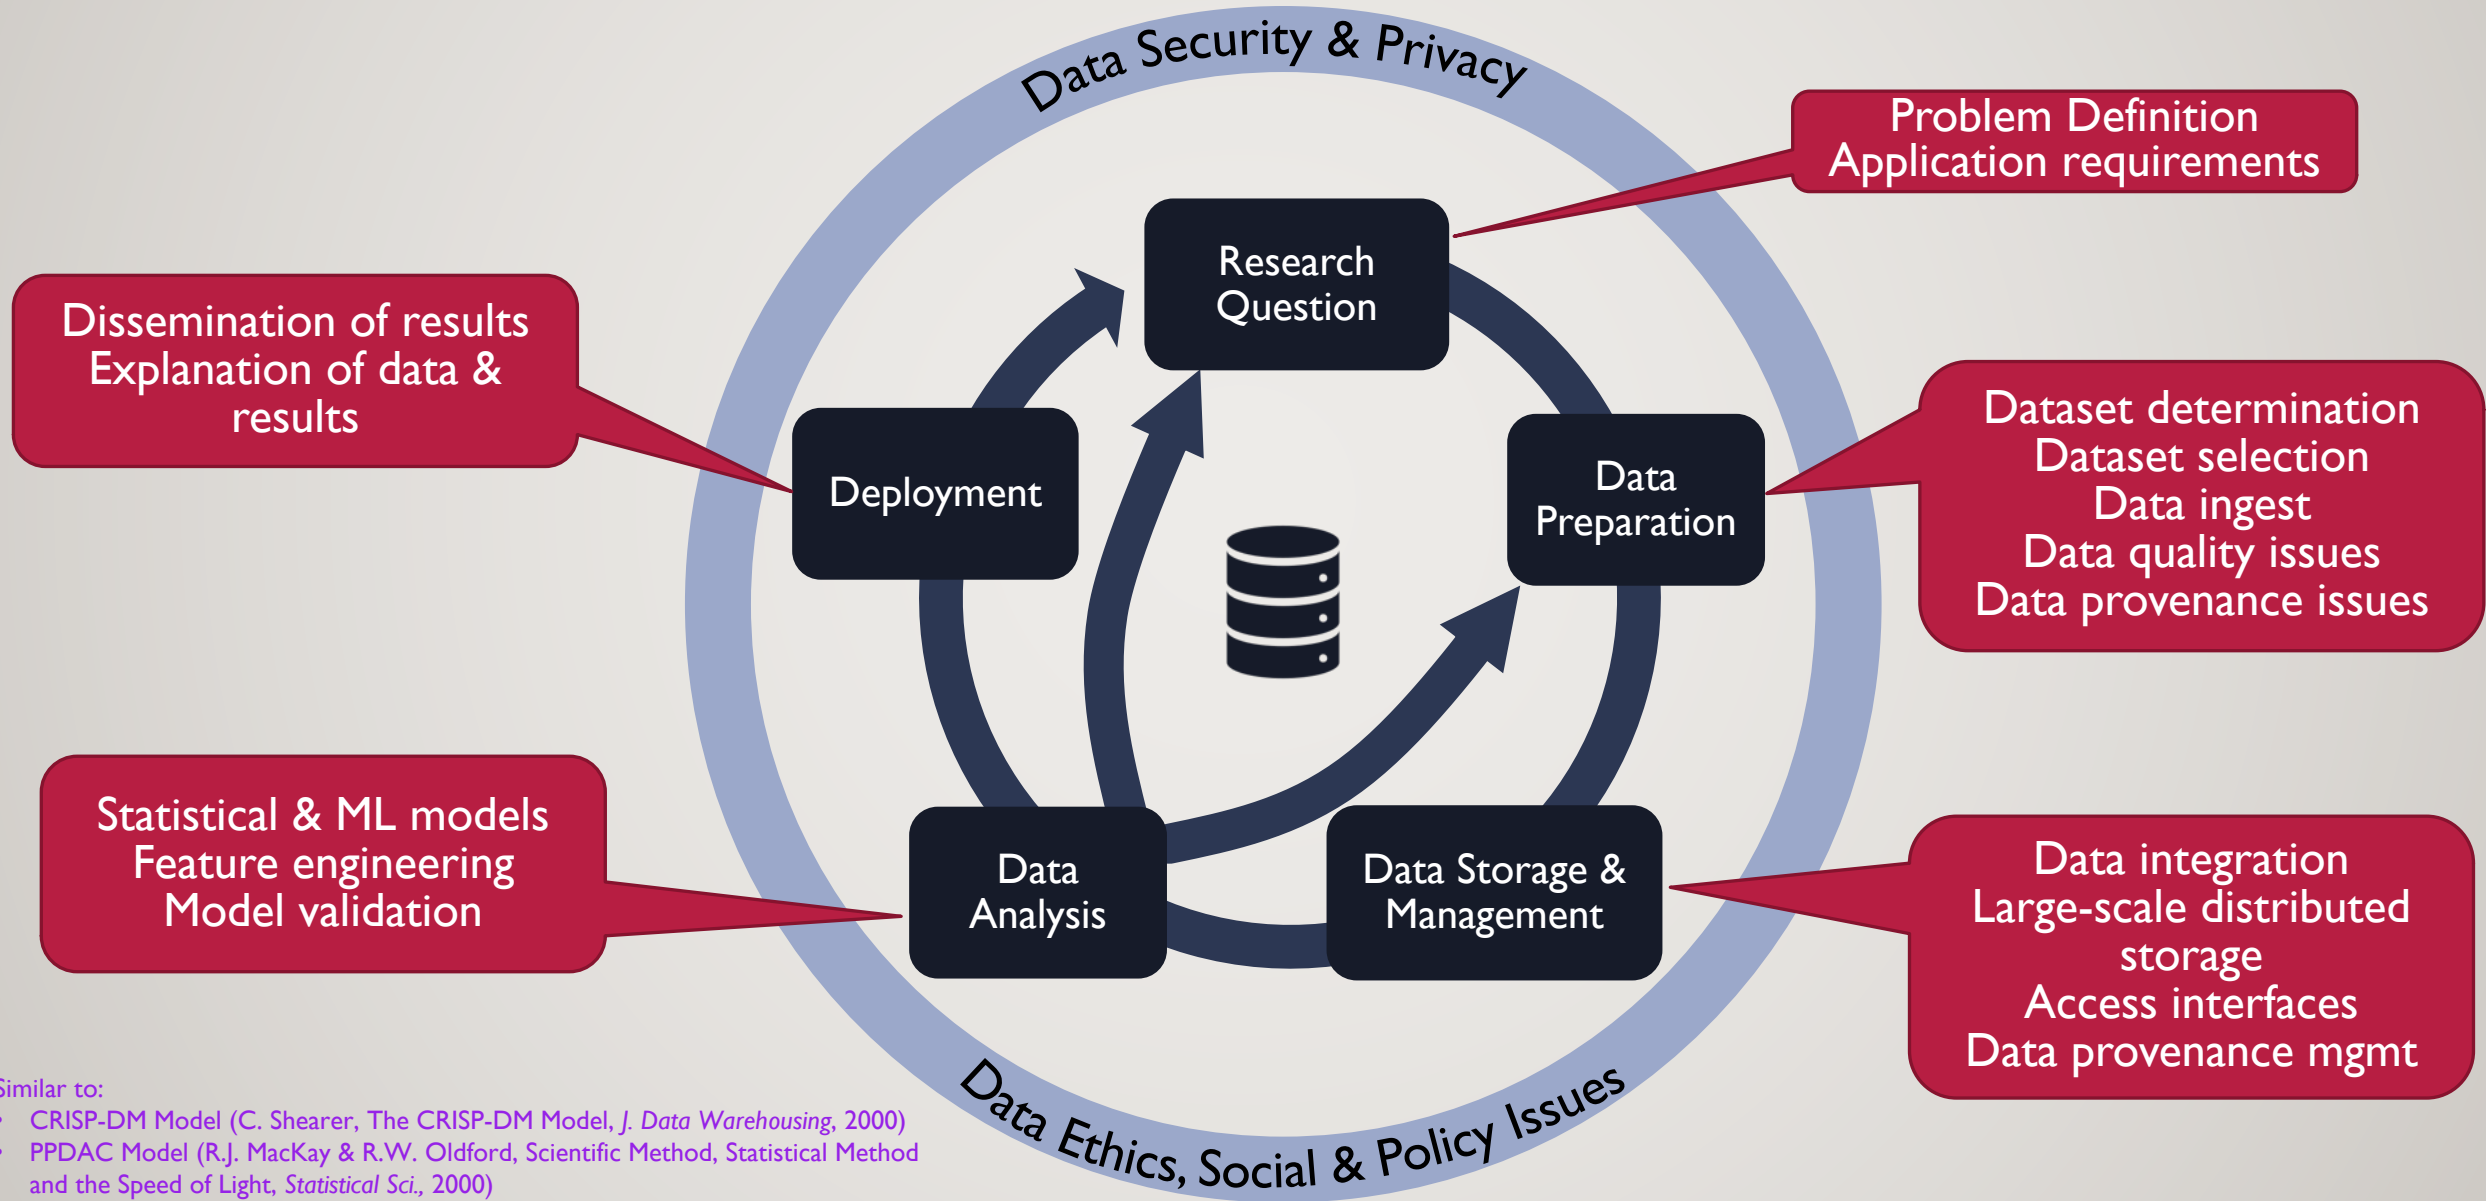 Data Security & Privacy
Problem Definition
Application requirements
Research
Question
Dissemination of results
Explanation of data &
results
Deployment
Data
Preparation
Dataset determination
Dataset selection
Data ingest
Data quality issues
Data provenance issues
Statistical & ML models
Feature engineering
Model validation
Data
Analysis
Data Storage &
Management
Data integration
Large-scale distributed
storage
Access interfaces
Data provenance mgmt
Data Ethics, Social & Policy Issues
Similar to:
• CRISP-DM Model (C. Shearer, The CRISP-DM Model, J. Data Warehousing, 2000)
• PPDAC Model (R.J. MacKay & R.W. Oldford, Scientific Method, Statistical Method
and the Speed of Light, Statistical Sci., 2000)